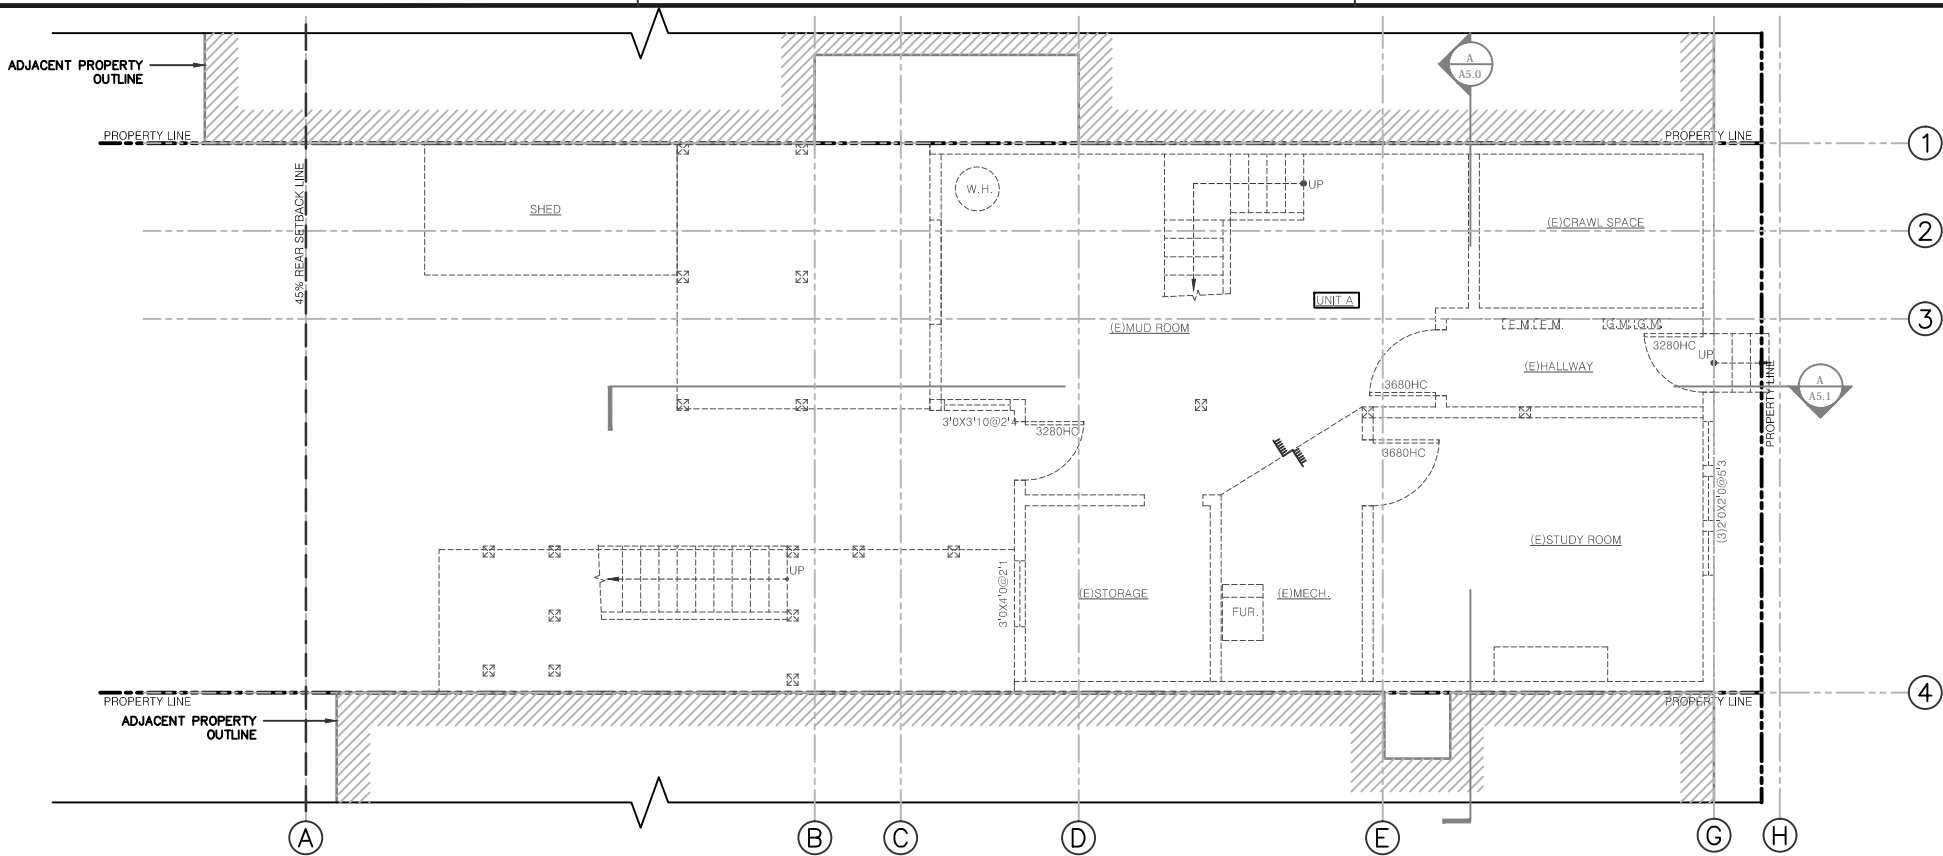 A
A5.0
ADJACENT PROPERTY
OUTLINE
PROPERTY LINE
PROPERTY LINE
1
45% REAR SETBACK LINE
SHED
W.H.
UP
(E)CRAWL SPACE
2
UNIT A
(E)MUD ROOM
E.M.
E.M.
G.M.
G.M.
3
3280HC
UP
(E)HALLWAY
3680HC
A
A5.1
PROPERTY LINE
3'0X3'10@2'4
3280HC
3680HC
(3)2'0X2'0@5'3
(E)STUDY ROOM
UP
3'0X4'0@2'1
(E)STORAGE
(E)MECH.
FUR.
PROPERTY LINE
PROPERTY LINE
4
ADJACENT PROPERTY
OUTLINE
A
B
C
D
E
G
H